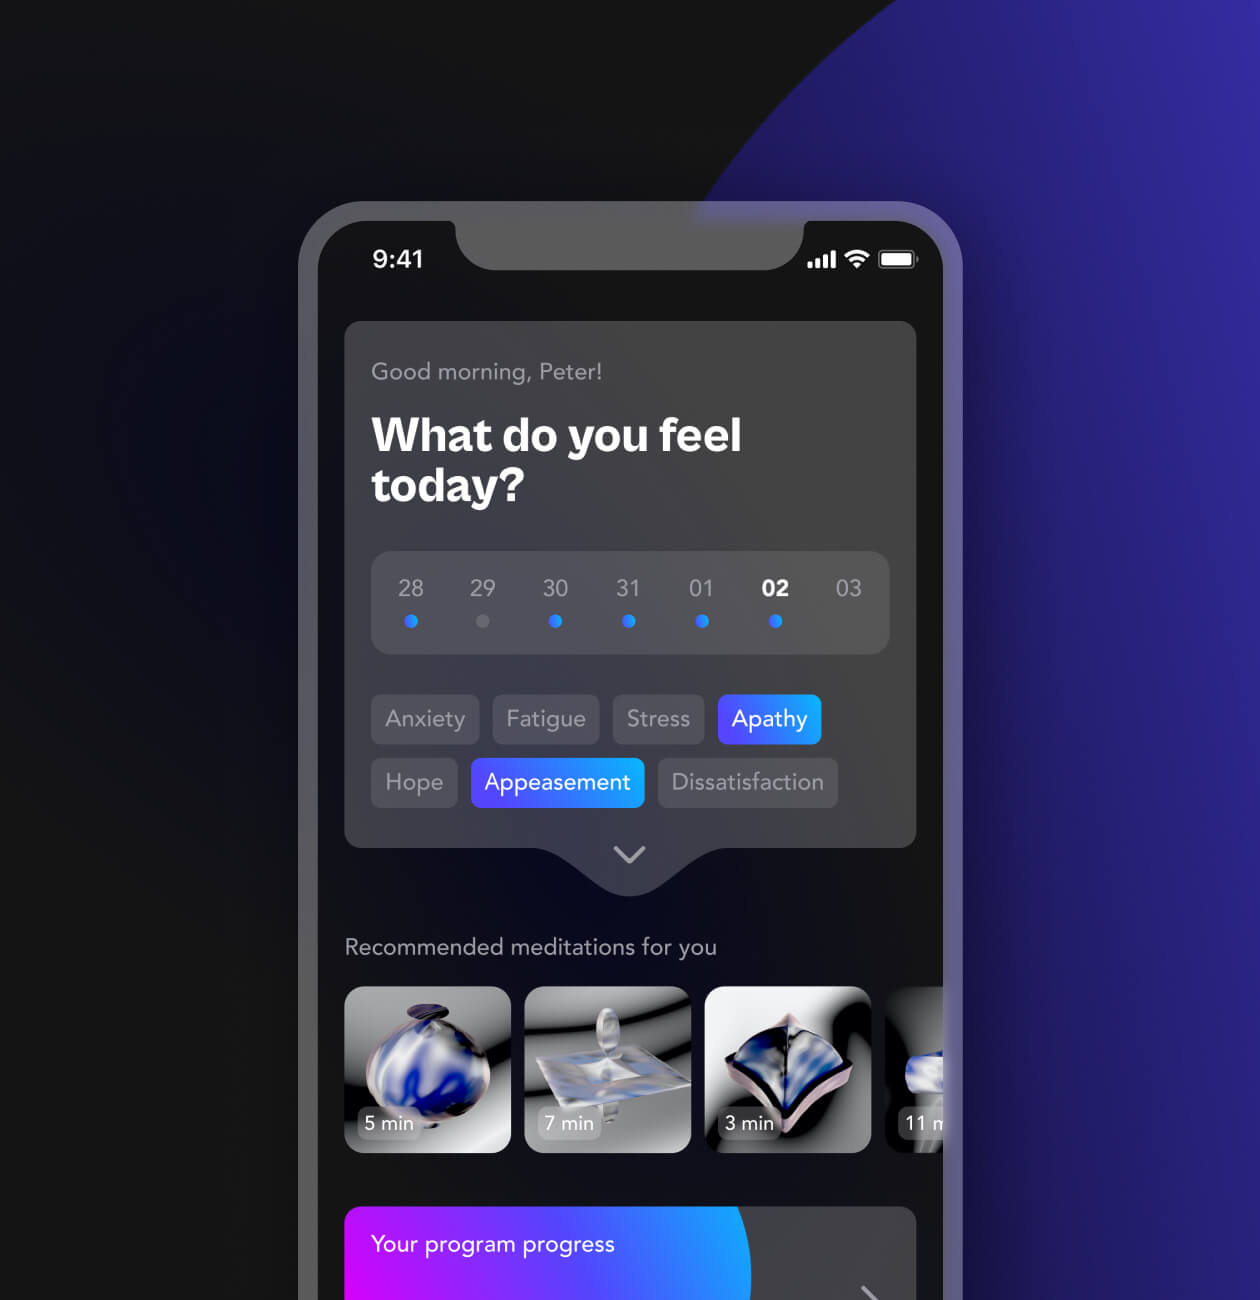 9:41
Good morning, Peter!
What do you feel
today?
28 29 30 31 01 02 03
Anxiety Fatigue Stress Apathy
Hope Appeasement Dissatisfaction
Recommended meditations for you
5 min 7 min 3 min 11
Your program progress